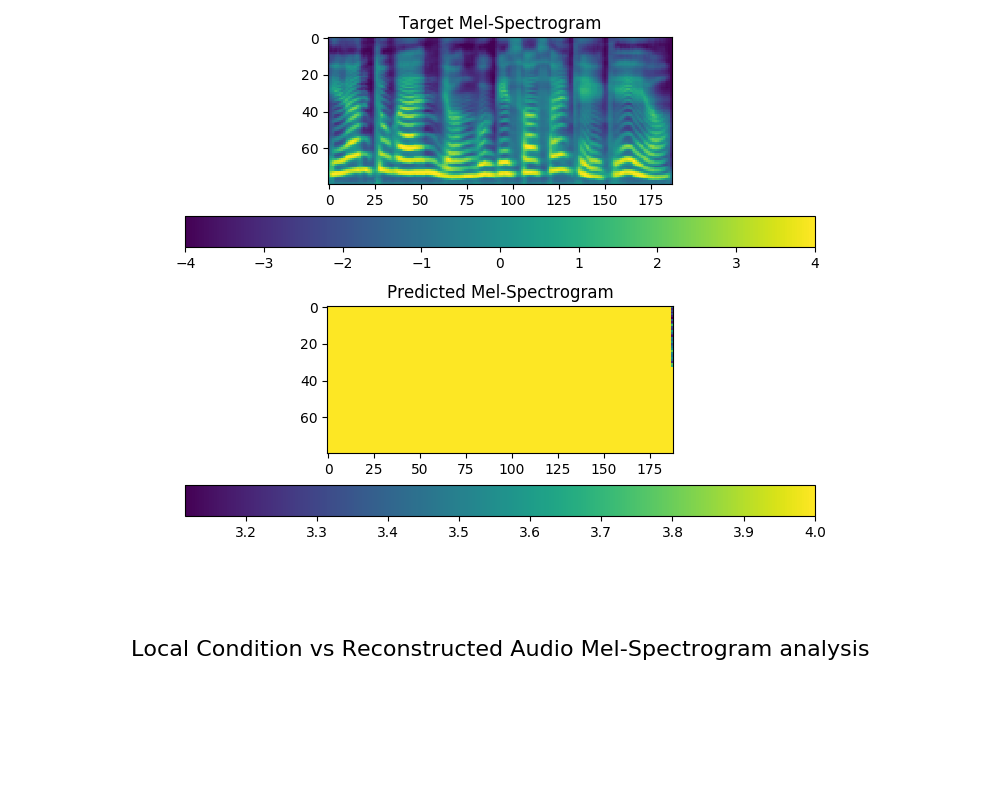 Target Mel-Spectrogram
0
20
40
60
0 25 50 75 100 125 150 175
−4 −3 −2 −1 0 1 2 3 4
Predicted Mel-Spectrogram
0
20
40
60
0 25 50 75 100 125 150 175
3.2 3.3 3.4 3.5 3.6 3.7 3.8 3.9 4.0
Local Condition vs Reconstructed Audio Mel-Spectrogram analysis